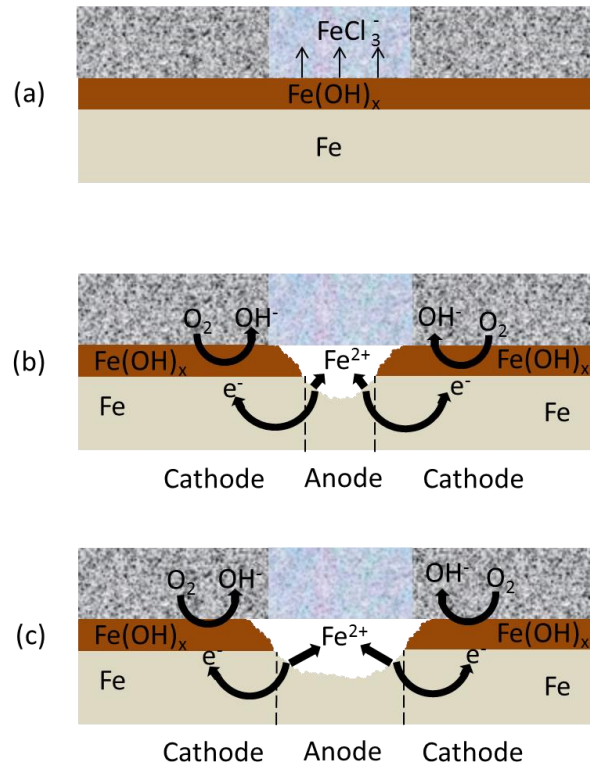 FeCl₃⁻
(a)
Fe(OH)ₓ
Fe
O₂ OH⁻ OH⁻ O₂
(b)
Fe(OH)ₓ Fe²⁺ Fe(OH)ₓ
e⁻ e⁻
Fe Fe
Cathode Anode Cathode
O₂ OH⁻ OH⁻ O₂
(c)
Fe(OH)ₓ Fe²⁺ Fe(OH)ₓ
e⁻ e⁻
Fe Fe
Cathode Anode Cathode